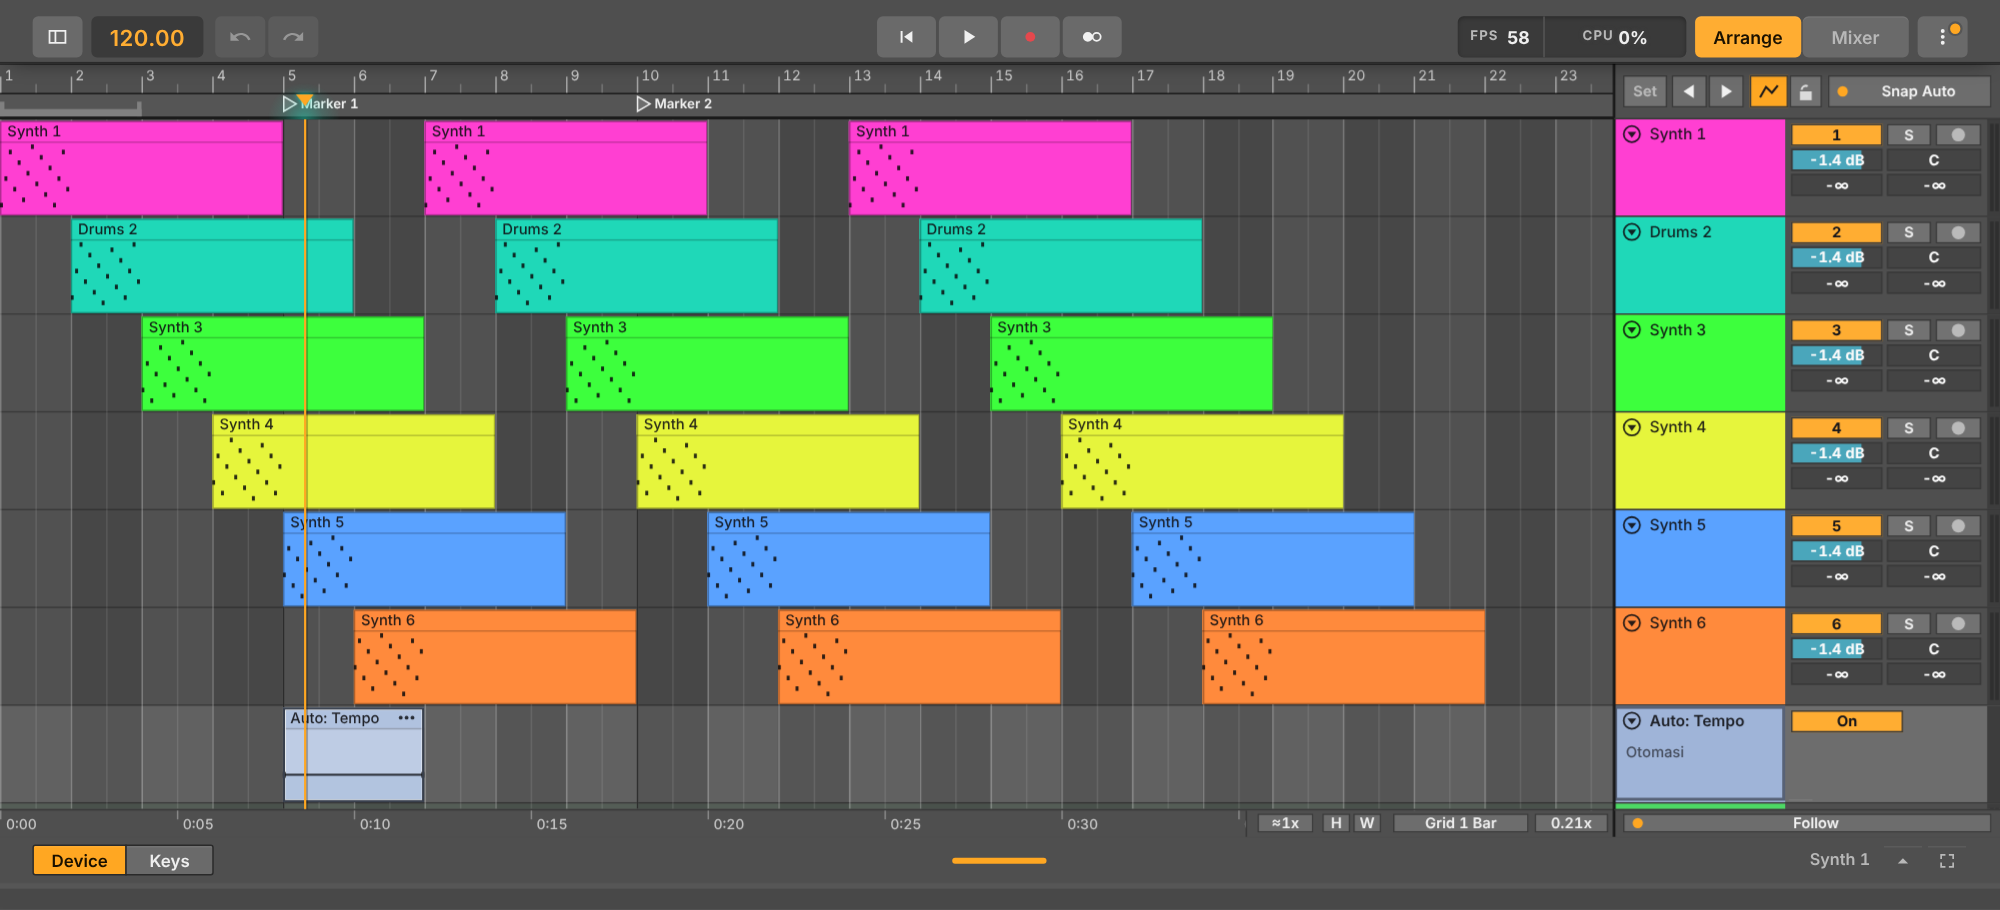 120.00
FPS 58 CPU 0% Arrange Mixer
1 2 3 4 5 6 7 8 9 10 11 12 13 14 15 16 17 18 19 20 21 22 23
Set Snap Auto
Marker 1 Marker 2
Synth 1 Synth 1 Synth 1
Synth 1 1 S
-1.4 dB C
-∞ -∞
Drums 2 Drums 2 Drums 2
Drums 2 2 S
-1.4 dB C
-∞ -∞
Synth 3 Synth 3 Synth 3
Synth 3 3 S
-1.4 dB C
-∞ -∞
Synth 4 Synth 4 Synth 4
Synth 4 4 S
-1.4 dB C
-∞ -∞
Synth 5 Synth 5 Synth 5
Synth 5 5 S
-1.4 dB C
-∞ -∞
Synth 6 Synth 6 Synth 6
Synth 6 6 S
-1.4 dB C
-∞ -∞
Auto: Tempo •••
Auto: Tempo On
Otomasi
0:00 0:05 0:10 0:15 0:20 0:25 0:30
≈1x H W Grid 1 Bar 0.21x Follow
Device Keys Synth 1